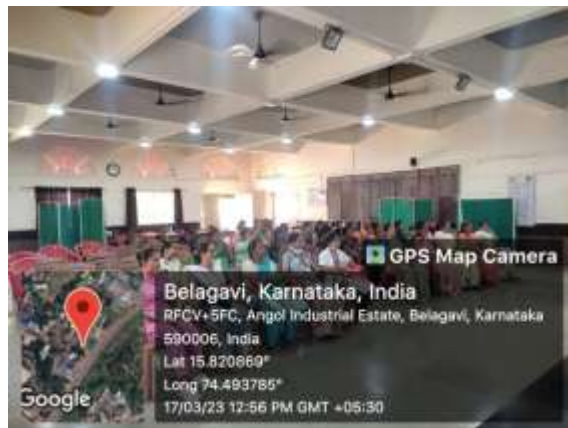 GPS Map Camera
Belagavi, Karnataka, India
RFCV+5FC, Angol Industrial Estate, Belagavi, Karnataka
590006, India
Lat 15.820869°
Long 74.493785°
17/03/23 12:56 PM GMT +05:30
Google